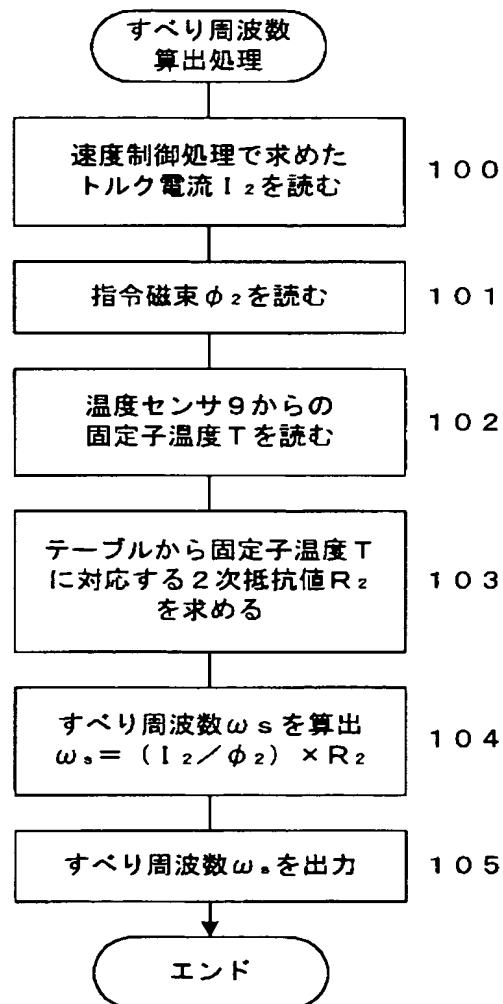 すべり周波数
算出処理
速度制御処理で求めた
トルク電流I₂を読む
100
指令磁束φ₂を読む
101
温度センサ9からの
固定子温度Tを読む
102
テーブルから固定子温度T
に対応する2次抵抗値R₂
を求める
103
すべり周波数ωsを算出
ωₛ=(I₂/φ₂)×R₂
104
すべり周波数ωₛを出力
105
エンド